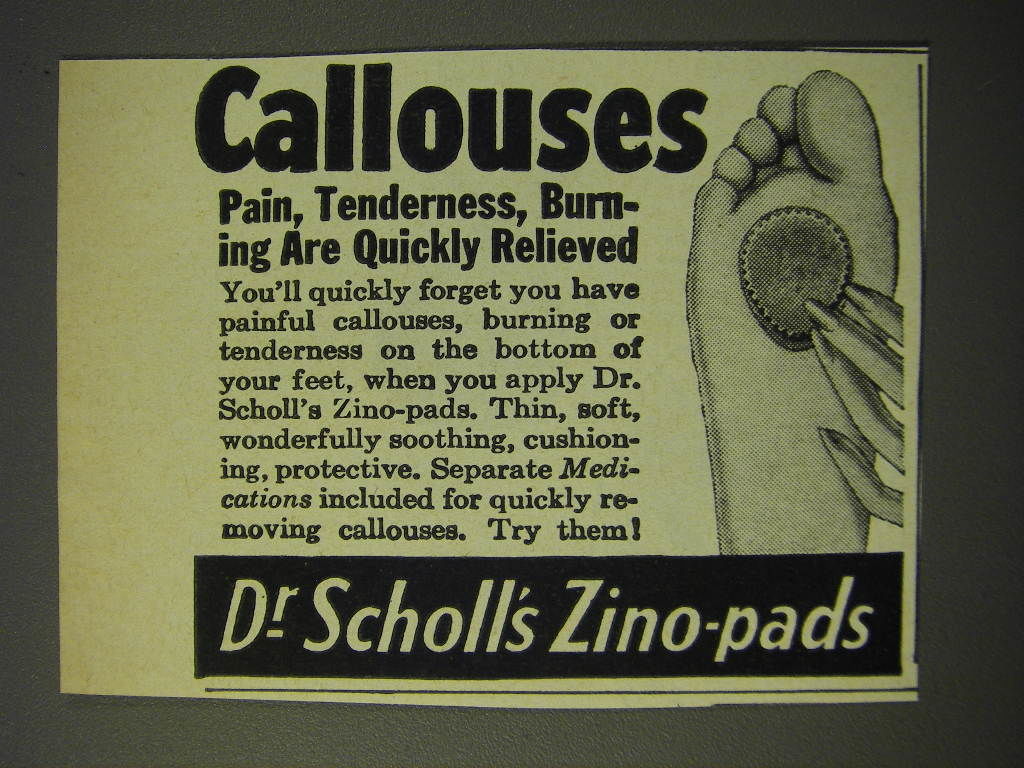 Callouses
Pain, Tenderness, Burn-
ing Are Quickly Relieved
You'll quickly forget you have
painful callouses, burning or
tenderness on the bottom of
your feet, when you apply Dr.
Scholl's Zino-pads. Thin, soft,
wonderfully soothing, cushion-
ing, protective. Separate Medi-
cations included for quickly re-
moving callouses. Try them!
Dr Scholl's Zino-pads